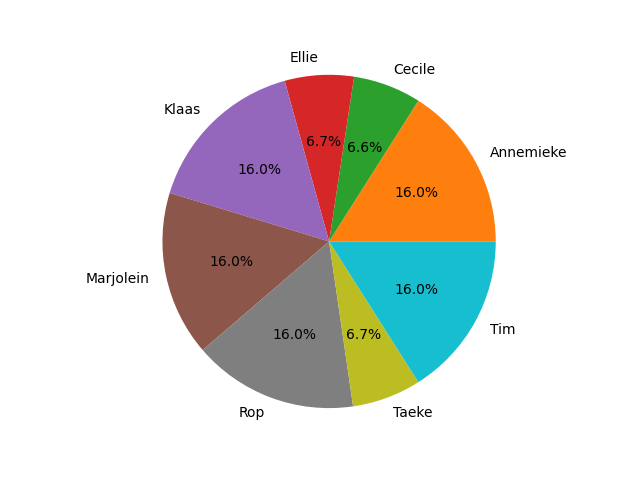 Ellie
Cecile
Klaas
6.7%
6.6%
Annemieke
16.0%
16.0%
16.0%
Marjolein
16.0%
16.0%
6.7%
Tim
Rop
Taeke